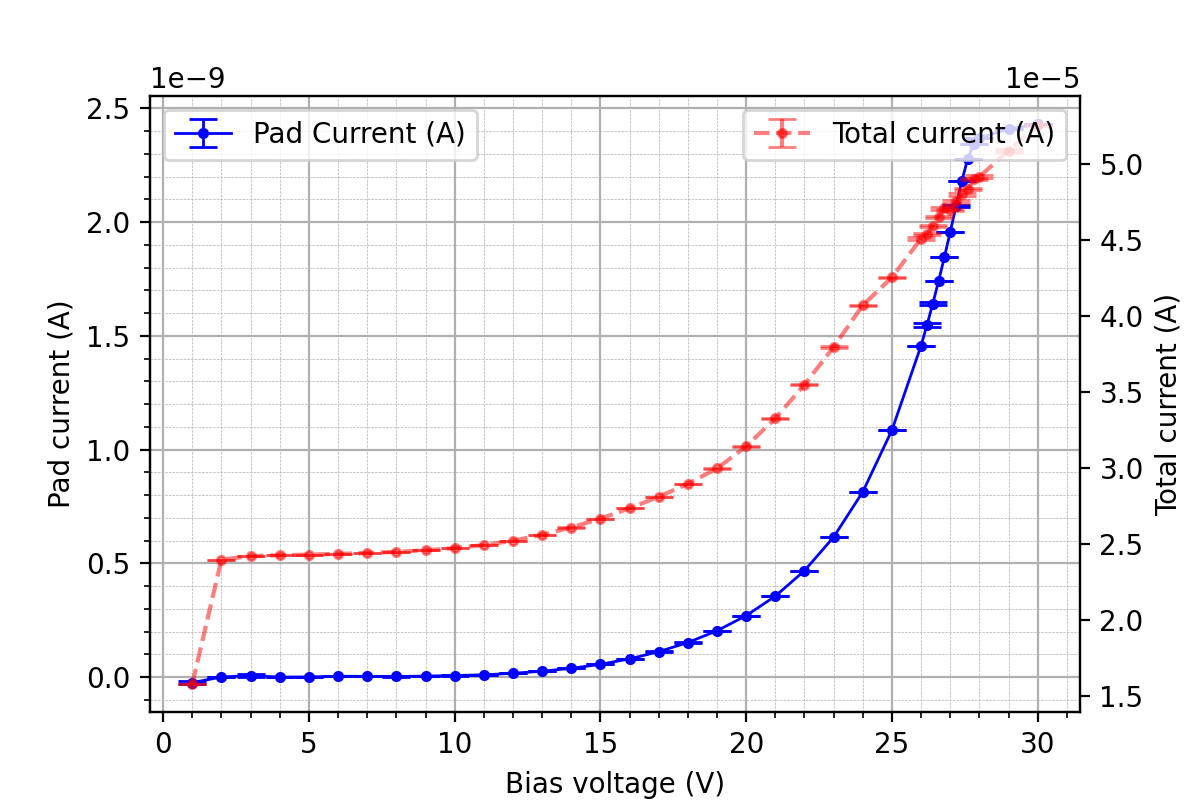 1e−9
1e−5
Pad Current (A)
Total current (A)
2.5
2.0
1.5
1.0
0.5
0.0
Pad current (A)
5.0
4.5
4.0
3.5
3.0
2.5
2.0
1.5
Total current (A)
0 5 10 15 20 25 30
Bias voltage (V)